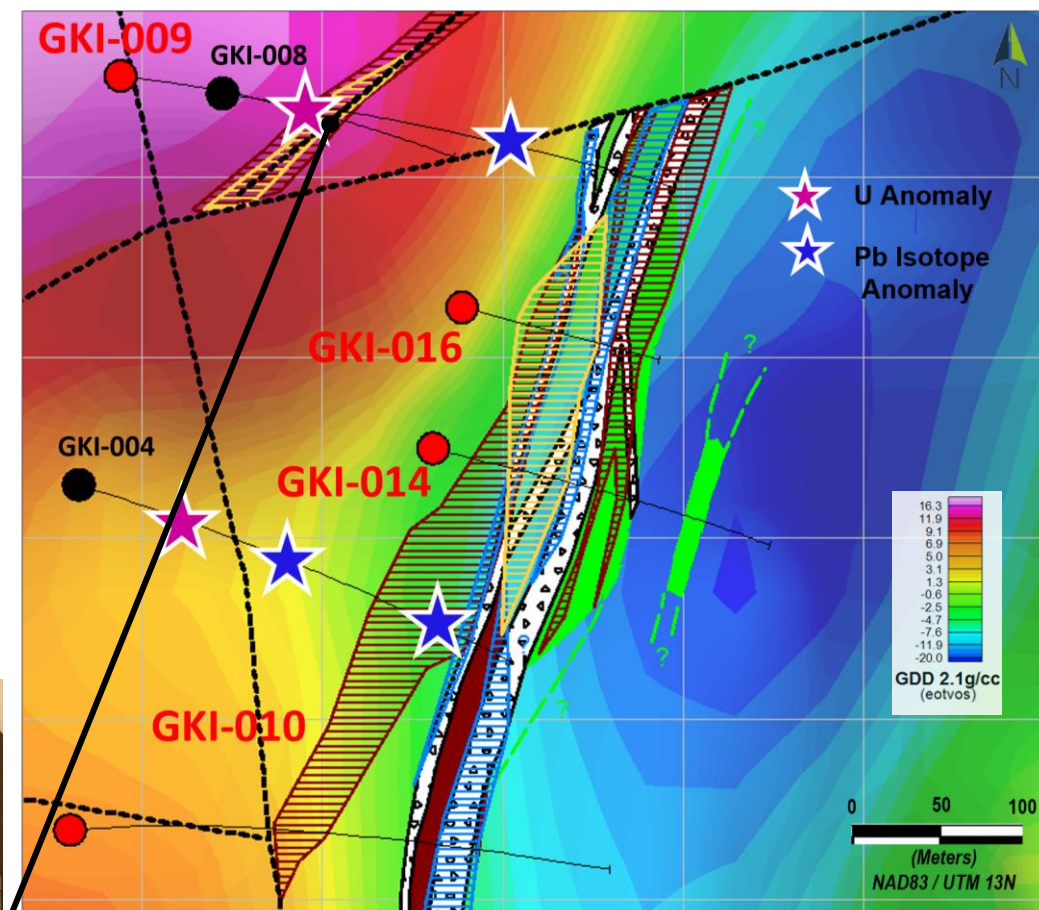 GKI-009
GKI-008
N
?
U Anomaly
Pb Isotope
Anomaly
GKI-016
?
GKI-004
GKI-014
16.3
11.9
9.1
6.9
5.0
3.1
1.3
-0.6
-2.5
-4.7
-7.6
-11.9
-20.0
GDD 2.1g/cc
(eotvos)
?
?
GKI-010
0 50 100
(Meters)
NAD83 / UTM 13N